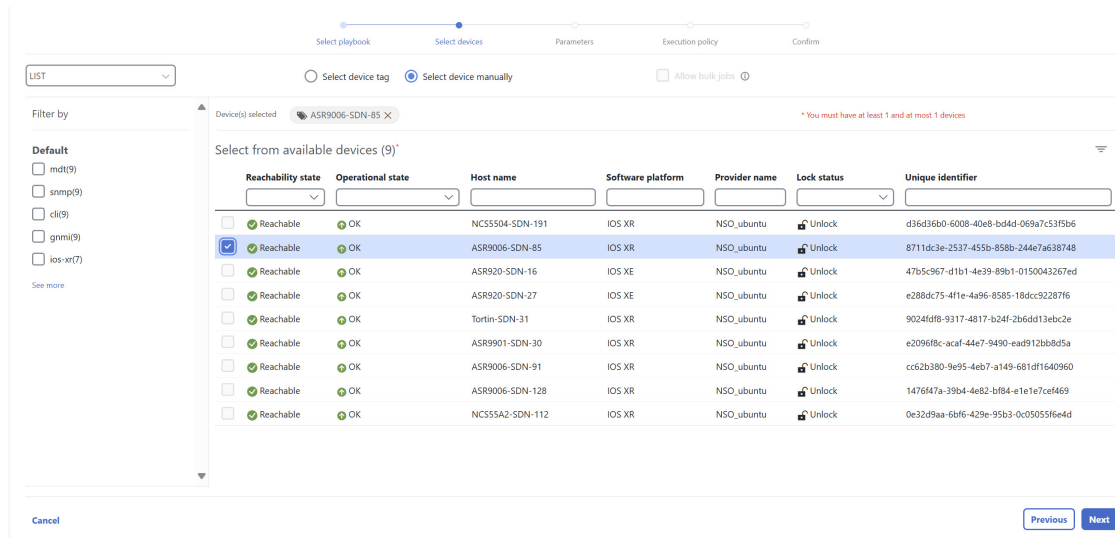 Select playbook Select devices Parameters Execution policy Confirm
LIST Select device tag Select device manually Allow bulk jobs
Filter by
Device(s) selected ASR9006-SDN-85 * You must have at least 1 and at most 1 devices
Default
mdt(9)
snmp(9)
cli(9)
gnmi(9)
ios-xr(7)
See more
Select from available devices (9)*
Reachability state Operational state Host name Software platform Provider name Lock status Unique identifier
Reachable OK NCS5504-SDN-191 IOS XR NSO_ubuntu Unlock d36d36b0-6008-40e8-bd4d-069a7c53f5b6
Reachable OK ASR9006-SDN-85 IOS XR NSO_ubuntu Unlock 8711dc3e-2537-455b-858b-244e7a638748
Reachable OK ASR920-SDN-16 IOS XE NSO_ubuntu Unlock 47b5c967-d1b1-4e39-89b1-0150043267ed
Reachable OK ASR920-SDN-27 IOS XE NSO_ubuntu Unlock e288dc75-4f1e-4a96-8585-18dcc92287f6
Reachable OK Tortin-SDN-31 IOS XR NSO_ubuntu Unlock 9024fdf8-9317-4817-b24f-2b6dd13ebc2e
Reachable OK ASR9901-SDN-30 IOS XR NSO_ubuntu Unlock e2096f8c-acaf-44e7-9490-ead912bb8d5a
Reachable OK ASR9006-SDN-91 IOS XR NSO_ubuntu Unlock cc62b380-9e95-4eb7-a149-681df1640960
Reachable OK ASR9006-SDN-128 IOS XR NSO_ubuntu Unlock 1476f47a-39b4-4e82-bf84-e1e1e7cef469
Reachable OK NCS55A2-SDN-112 IOS XR NSO_ubuntu Unlock 0e32d9aa-6bf6-429e-95b3-0c05055f6e4d
Cancel Previous Next